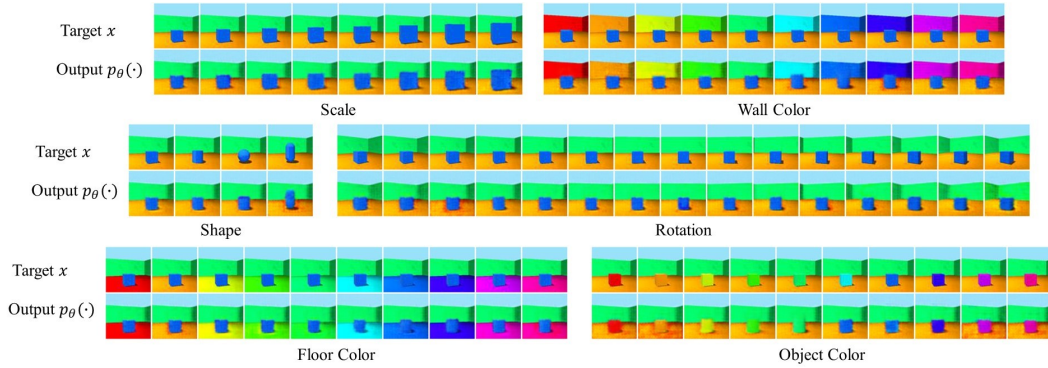 Target x
Output pθ(·)
Scale
Wall Color
Target x
Output pθ(·)
Shape
Rotation
Target x
Output pθ(·)
Floor Color
Object Color